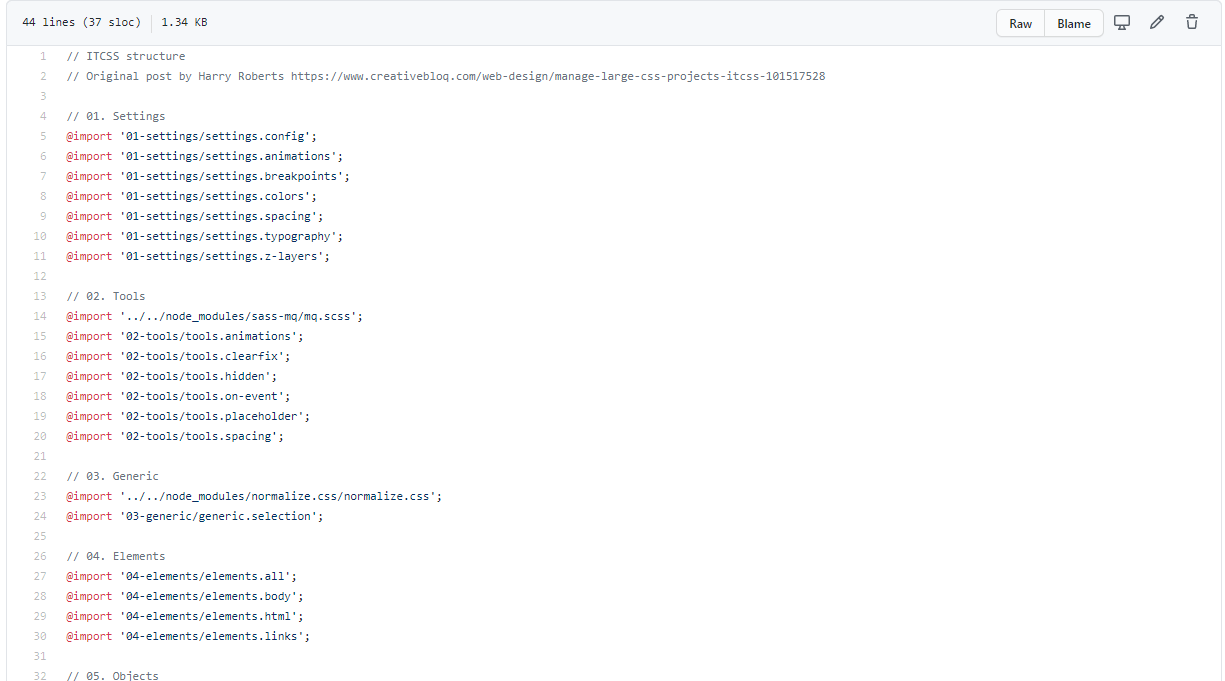 44 lines (37 sloc) 1.34 KB Raw Blame
1 // ITCSS structure
2 // Original post by Harry Roberts https://www.creativebloq.com/web-design/manage-large-css-projects-itcss-101517528
3
4 // 01. Settings
5 @import '01-settings/settings.config';
6 @import '01-settings/settings.animations';
7 @import '01-settings/settings.breakpoints';
8 @import '01-settings/settings.colors';
9 @import '01-settings/settings.spacing';
10 @import '01-settings/settings.typography';
11 @import '01-settings/settings.z-layers';
12
13 // 02. Tools
14 @import '../../node_modules/sass-mq/mq.scss';
15 @import '02-tools/tools.animations';
16 @import '02-tools/tools.clearfix';
17 @import '02-tools/tools.hidden';
18 @import '02-tools/tools.on-event';
19 @import '02-tools/tools.placeholder';
20 @import '02-tools/tools.spacing';
21
22 // 03. Generic
23 @import '../../node_modules/normalize.css/normalize.css';
24 @import '03-generic/generic.selection';
25
26 // 04. Elements
27 @import '04-elements/elements.all';
28 @import '04-elements/elements.body';
29 @import '04-elements/elements.html';
30 @import '04-elements/elements.links';
31
32 // 05. Objects